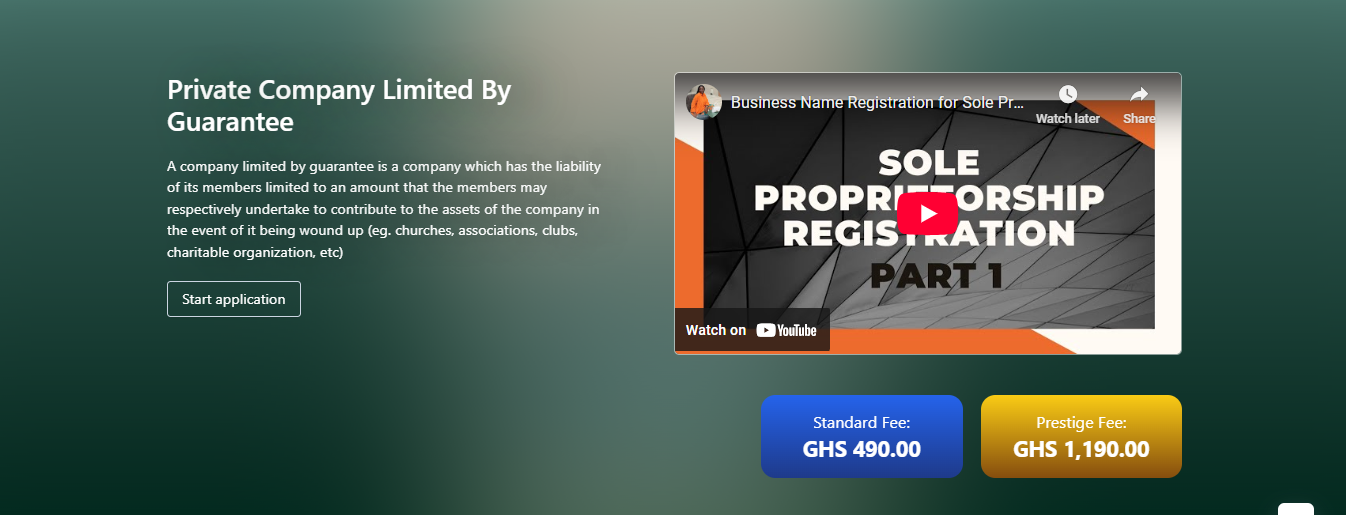 Private Company Limited By
Guarantee
A company limited by guarantee is a company which has the liability
of its members limited to an amount that the members may
respectively undertake to contribute to the assets of the company in
the event of it being wound up (eg. churches, associations, clubs,
charitable organization, etc)
Start application
Business Name Registration for Sole Pr...
Watch later
Share
SOLE
PROPRIETORSHIP
REGISTRATION
PART 1
Watch on YouTube
Standard Fee:
GHS 490.00
Prestige Fee:
GHS 1,190.00